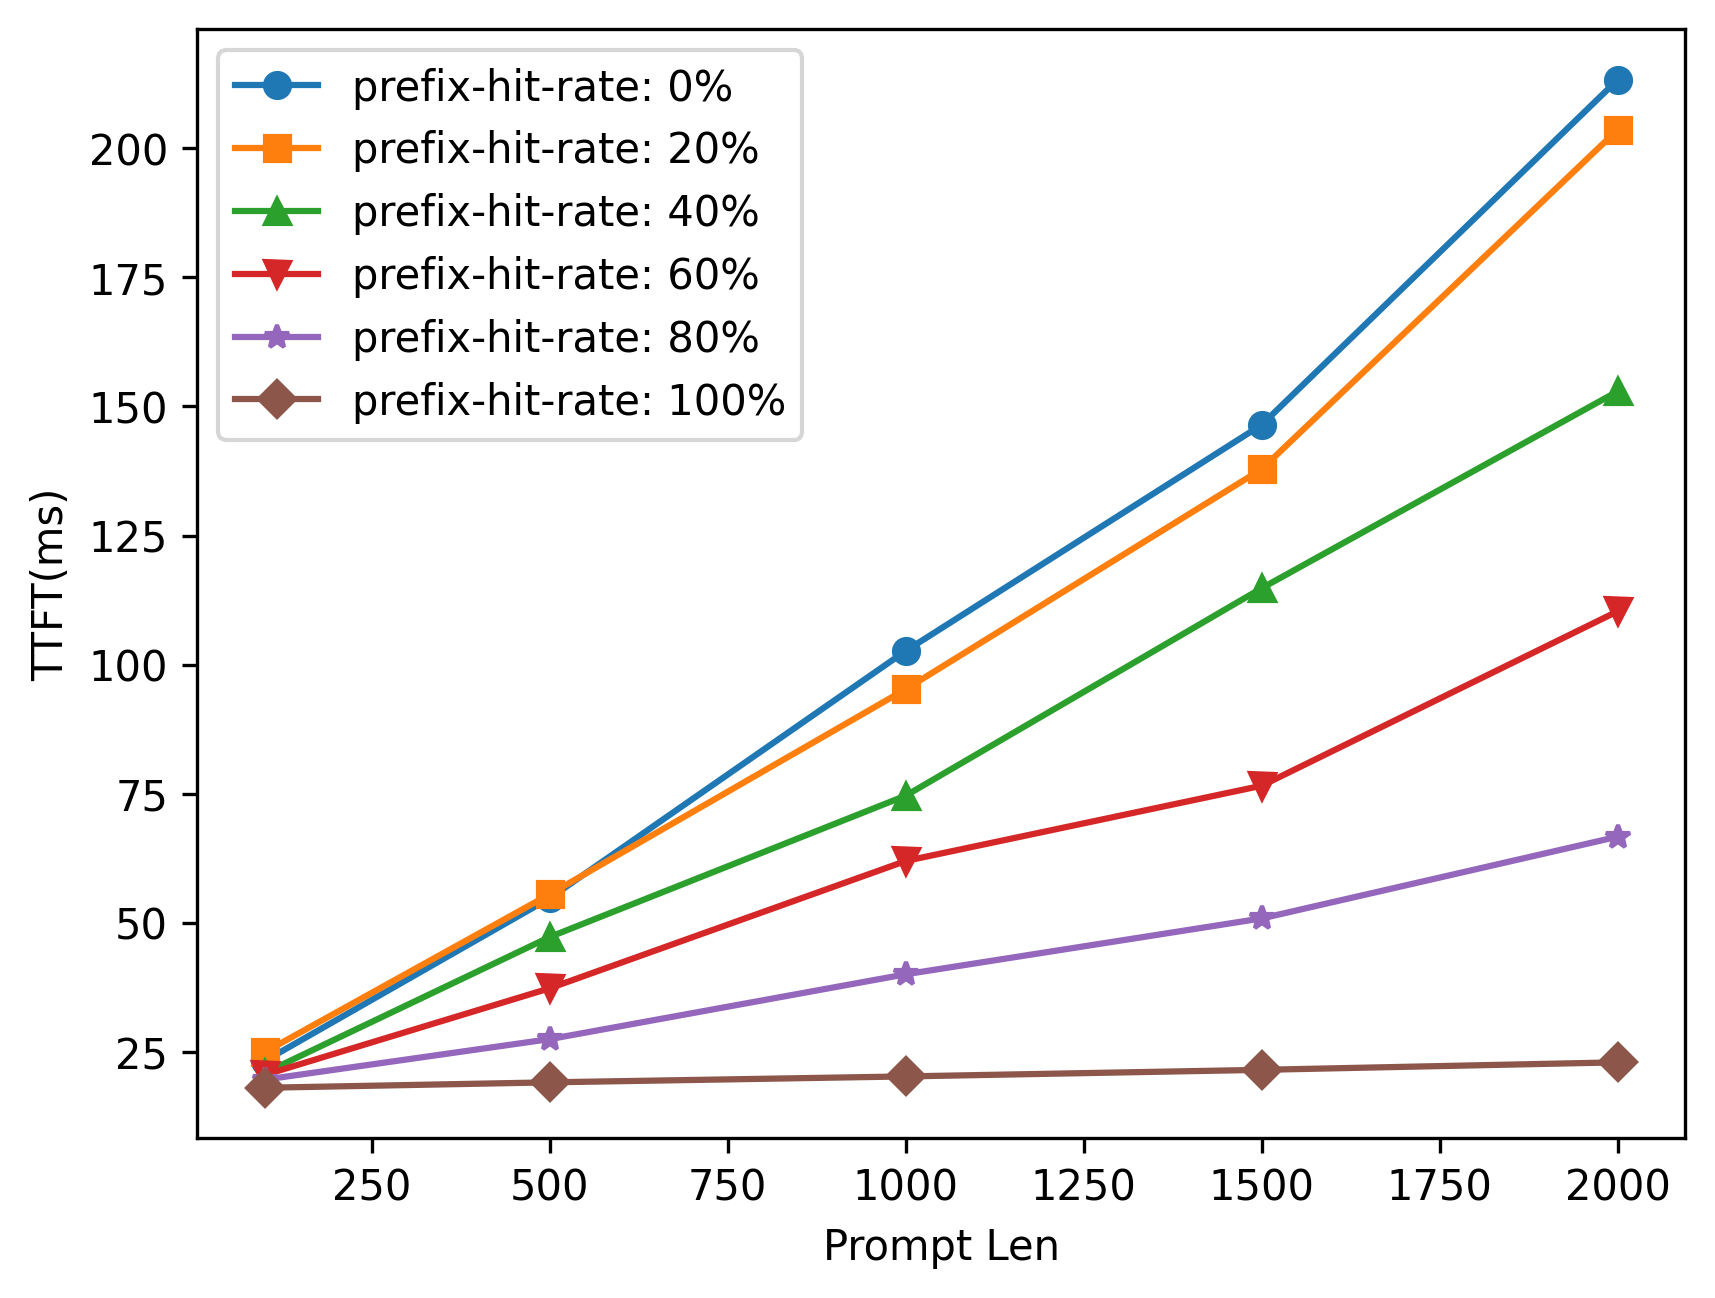 prefix-hit-rate: 0%
prefix-hit-rate: 20%
prefix-hit-rate: 40%
prefix-hit-rate: 60%
prefix-hit-rate: 80%
prefix-hit-rate: 100%
200
175
150
125
100
75
50
25
TTFT(ms)
250 500 750 1000 1250 1500 1750 2000
Prompt Len